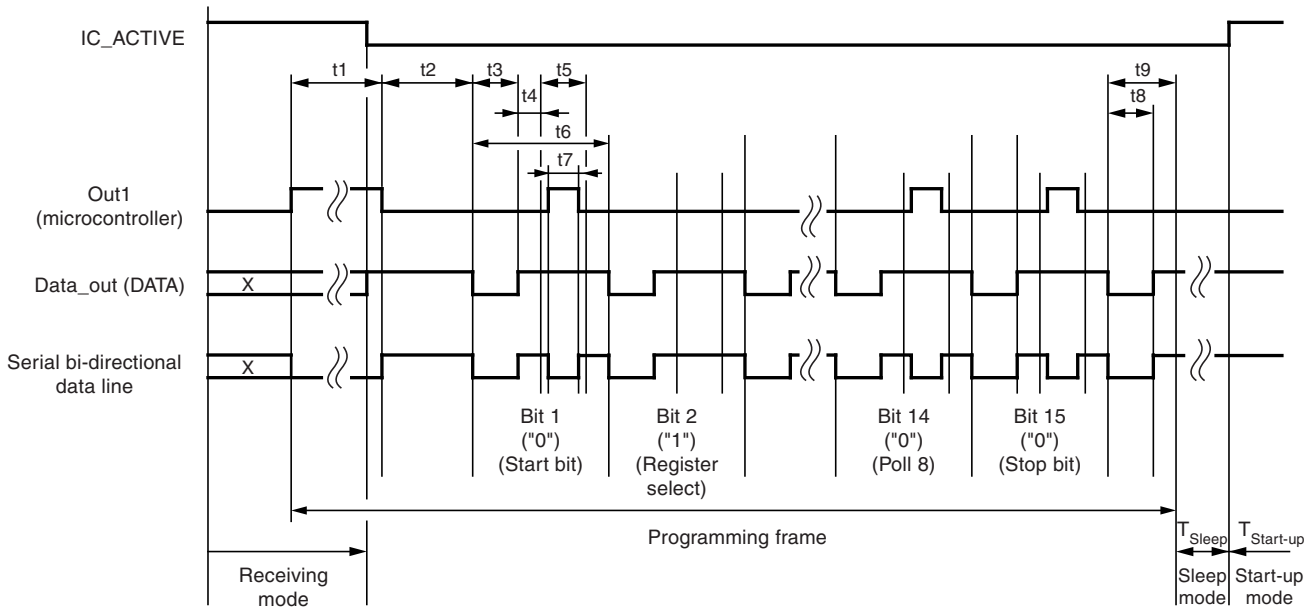 IC_ACTIVE
t1
t2
t3
t5
t9
t4
t8
t6
t7
Out1
(microcontroller)
Data_out (DATA)
X
Serial bi-directional
data line
X
Bit 1
("0")
(Start bit)
Bit 2
("1")
(Register
select)
Bit 14
("0")
(Poll 8)
Bit 15
("0")
(Stop bit)
Programming frame
TSleep
TStart-up
Receiving
mode
Sleep
mode
Start-up
mode